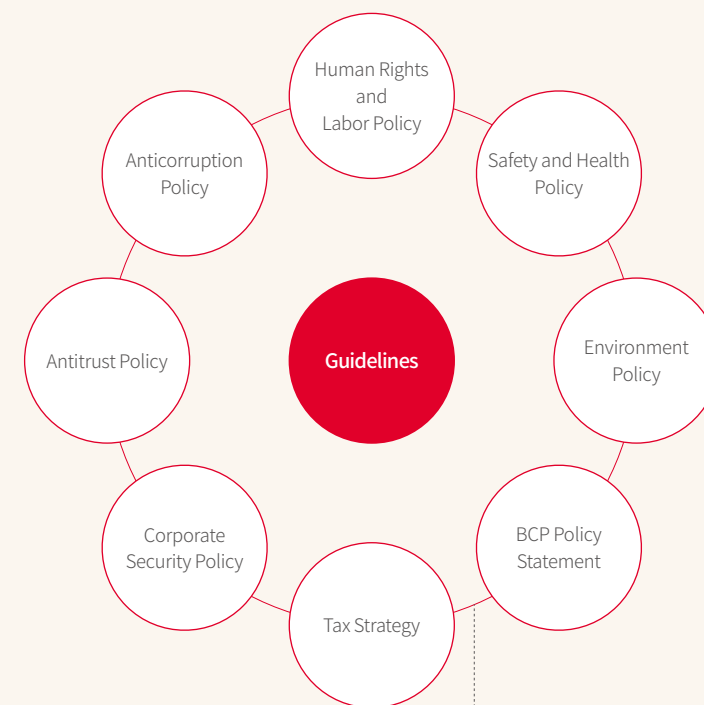 Human Rights
and
Labor Policy
Anticorruption
Policy
Safety and Health
Policy
Antitrust Policy
Guidelines
Environment
Policy
Corporate
Security Policy
BCP Policy
Statement
Tax Strategy